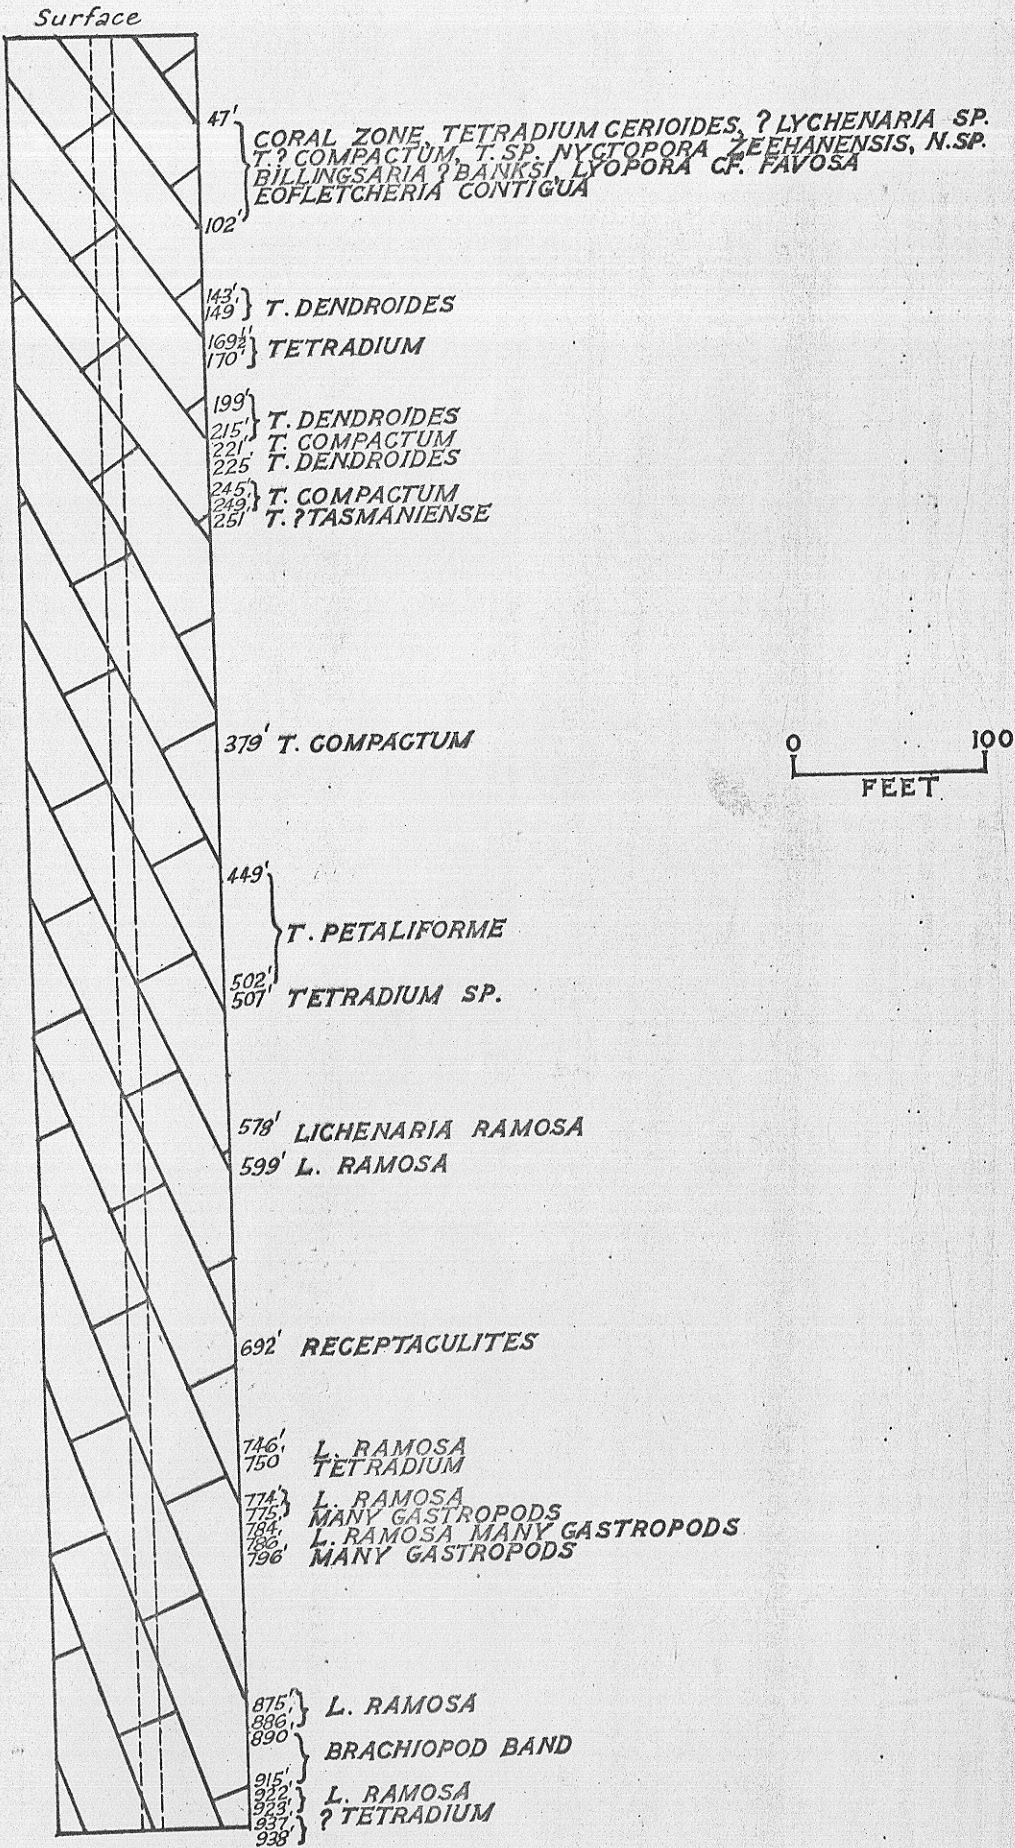 Surface
47'
CORAL ZONE, TETRADIUM CERIOIDES, ? LYCHENARIA SP.
T.? COMPACTUM, T. SP. NYCTOPORA ZEEHANENSIS, N.SP.
BILLINGSARIA ? BANKSI, LYOPORA CF. FAVOSA
EOFLETCHERIA CONTIGUA
102'
143'
149' T. DENDROIDES
169½'
170' TETRADIUM
199'
215' T. DENDROIDES
221' T. COMPACTUM
225' T. DENDROIDES
245'
249' T. COMPACTUM
251' T. ?TASMANIENSE
379' T. COMPACTUM
0 100
FEET
449'
T. PETALIFORME
502'
507' TETRADIUM SP.
578' LICHENARIA RAMOSA
599' L. RAMOSA
692' RECEPTACULITES
746' L. RAMOSA
750 TETRADIUM
774' L. RAMOSA
775' MANY GASTROPODS
784'
786' L. RAMOSA MANY GASTROPODS
796' MANY GASTROPODS
875' L. RAMOSA
886'
890' BRACHIOPOD BAND
915'
922' L. RAMOSA
923'
937' ? TETRADIUM
938'